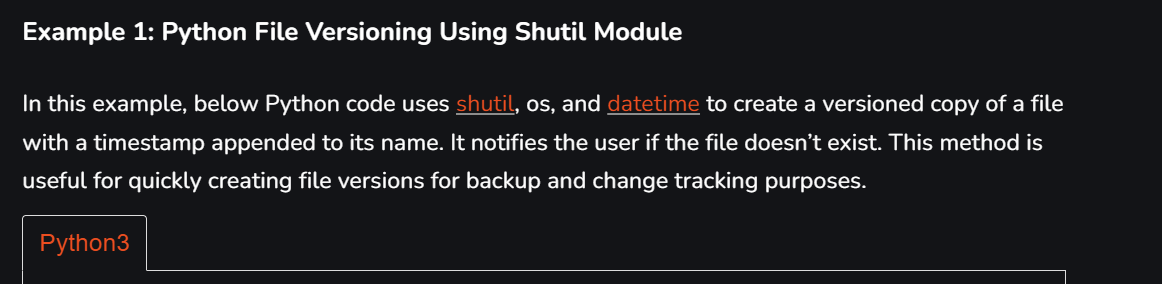 Example 1: Python File Versioning Using Shutil Module
In this example, below Python code uses shutil, os, and datetime to create a versioned copy of a file
with a timestamp appended to its name. It notifies the user if the file doesn’t exist. This method is
useful for quickly creating file versions for backup and change tracking purposes.
Python3